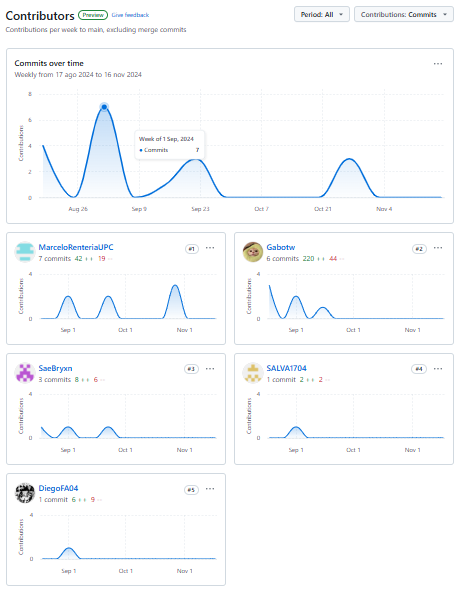 Contributors Preview Give feedback
Period: All
Contributions: Commits
Contributions per week to main, excluding merge commits
Commits over time
Weekly from 17 ago 2024 to 16 nov 2024
Contributions
8
6
4
2
0
Week of 1 Sep, 2024
Commits 7
Aug 26 Sep 9 Sep 23 Oct 7 Oct 21 Nov 4
MarceloRenteriaUPC #1
7 commits 42 ++ 19 --
Contributions
4
0
Sep 1 Oct 1 Nov 1
Gabotw #2
6 commits 220 ++ 44 --
Contributions
4
0
Sep 1 Oct 1 Nov 1
SaeBryxn #3
3 commits 8 ++ 6 --
Contributions
4
0
Sep 1 Oct 1 Nov 1
SALVA1704 #4
1 commit 2 ++ 2 --
Contributions
4
0
Sep 1 Oct 1 Nov 1
DiegoFA04 #5
1 commit 6 ++ 9 --
Contributions
4
0
Sep 1 Oct 1 Nov 1